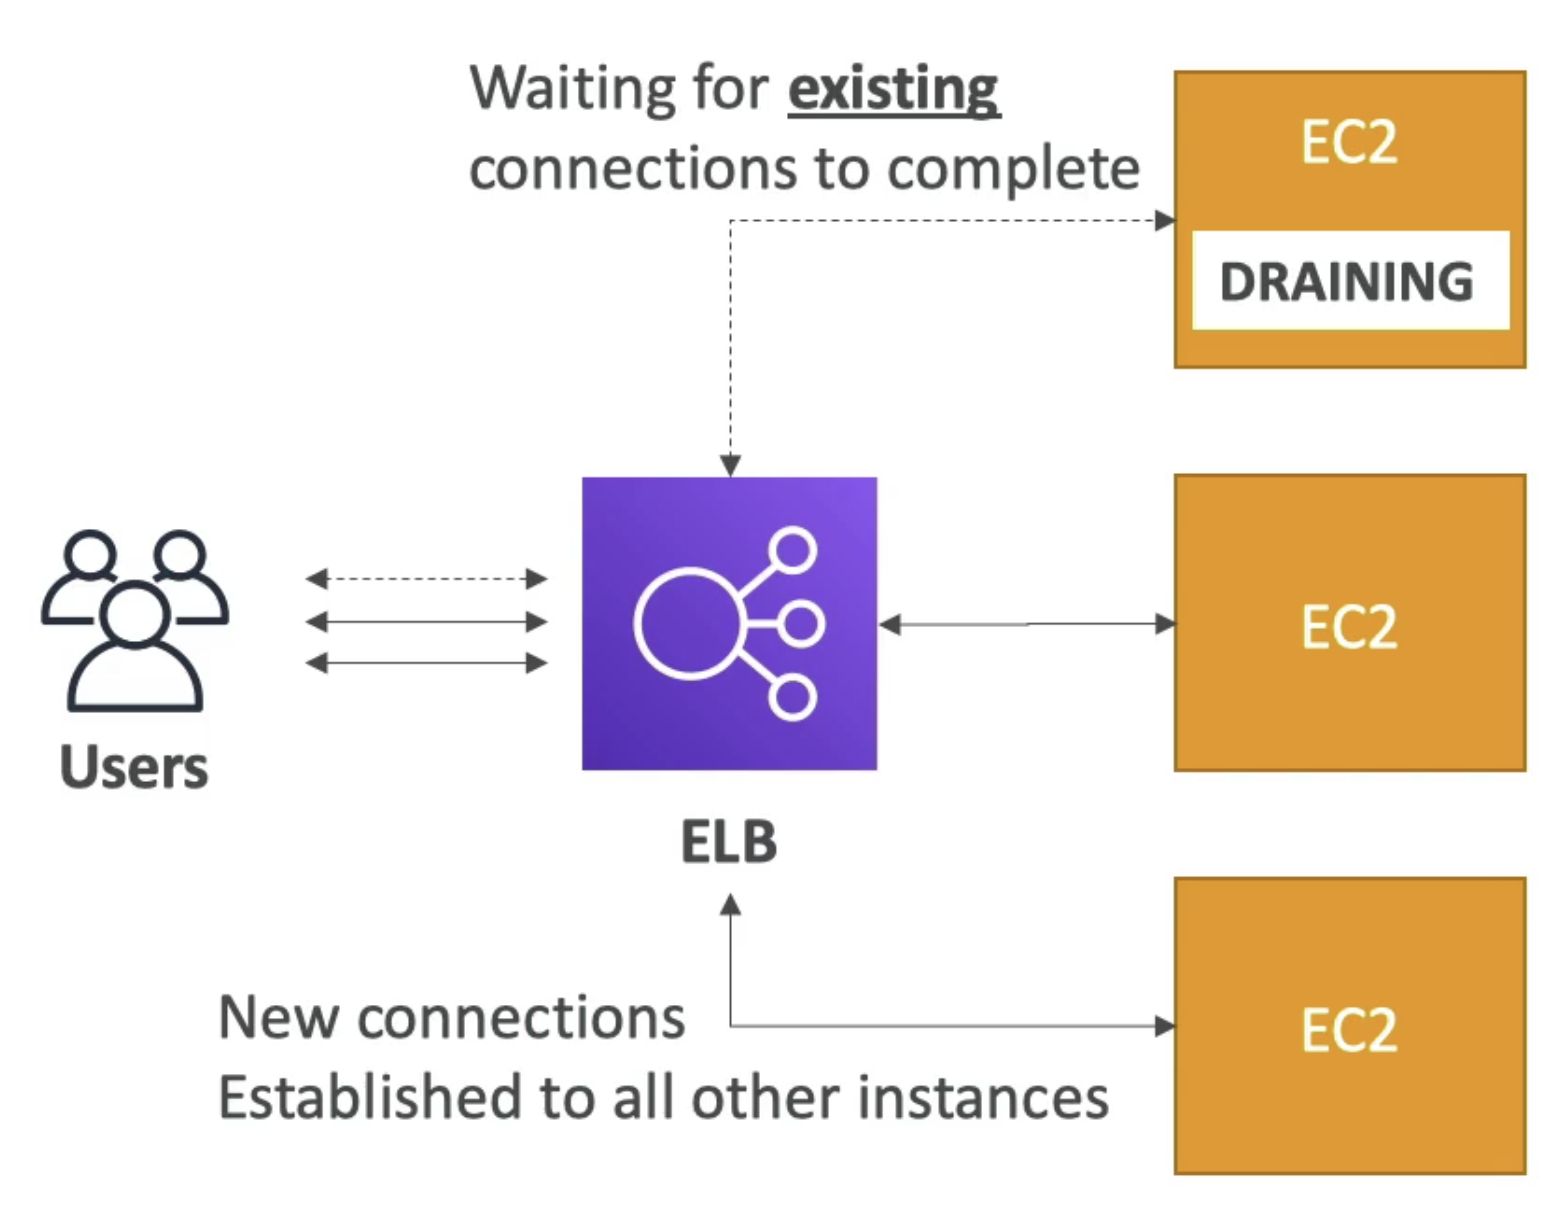 Waiting for existing
connections to complete
EC2
DRAINING
EC2
Users
ELB
New connections
Established to all other instances
EC2